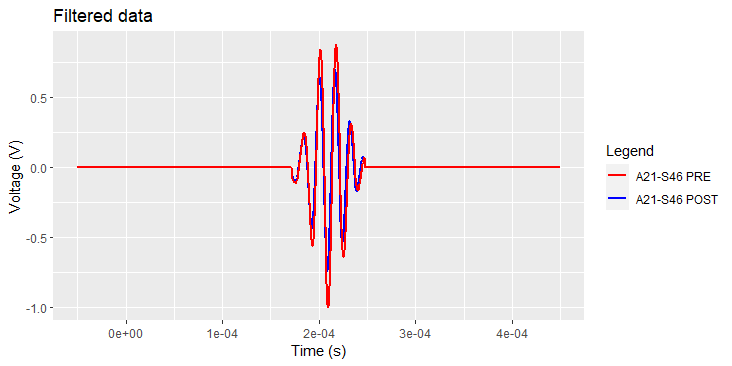 Filtered data
Voltage (V)
0.5
0.0
-0.5
-1.0
0e+00 1e-04 2e-04 3e-04 4e-04
Time (s)
Legend
A21-S46 PRE
A21-S46 POST